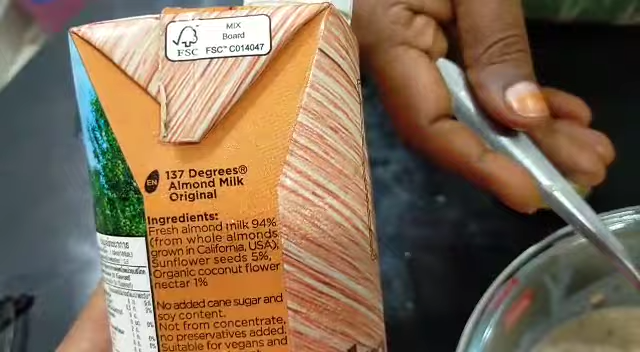 MIX
Board
FSC™ C014047
FSC
EN
137 Degrees®
Almond Milk
Original
Ingredients:
Fresh almond milk 94%
(from whole almonds
grown in California, USA),
Sunflower seeds 5%,
Organic coconut flower
nectar 1%
No added cane sugar and
soy content.
Not from concentrate,
no preservatives added.
Suitable for vegans and